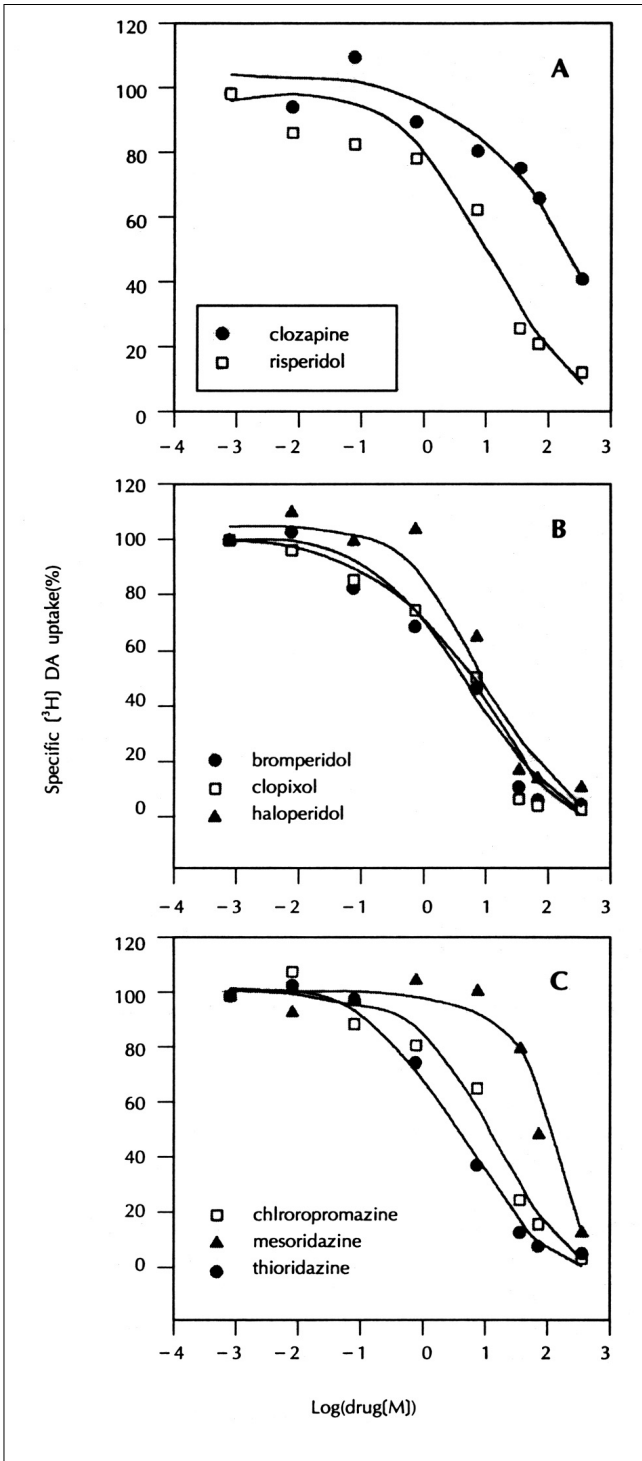 120
A
100
80
60
40
clozapine
risperidol
20
0
−4 −3 −2 −1 0 1 2 3
120
B
100
80
60
40
20
bromperidol
clopixol
haloperidol
0
−4 −3 −2 −1 0 1 2 3
120
C
100
80
60
40
20
chlroropromazine
mesoridazine
thioridazine
0
−4 −3 −2 −1 0 1 2 3
Specific [³H] DA uptake(%)
Log(drug[M])